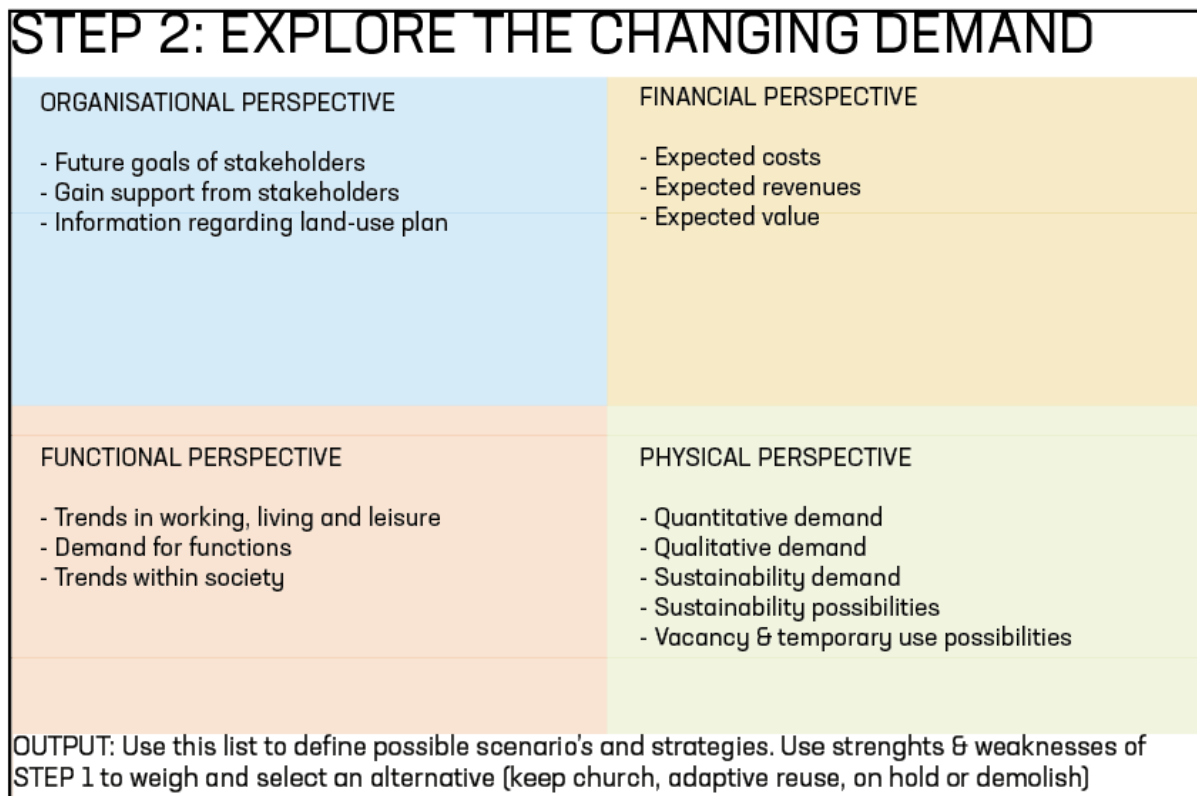 STEP 2: EXPLORE THE CHANGING DEMAND
ORGANISATIONAL PERSPECTIVE
- Future goals of stakeholders
- Gain support from stakeholders
- Information regarding land-use plan
FINANCIAL PERSPECTIVE
- Expected costs
- Expected revenues
- Expected value
FUNCTIONAL PERSPECTIVE
- Trends in working, living and leisure
- Demand for functions
- Trends within society
PHYSICAL PERSPECTIVE
- Quantitative demand
- Qualitative demand
- Sustainability demand
- Sustainability possibilities
- Vacancy & temporary use possibilities
OUTPUT: Use this list to define possible scenario's and strategies. Use strenghts & weaknesses of
STEP 1 to weigh and select an alternative (keep church, adaptive reuse, on hold or demolish)